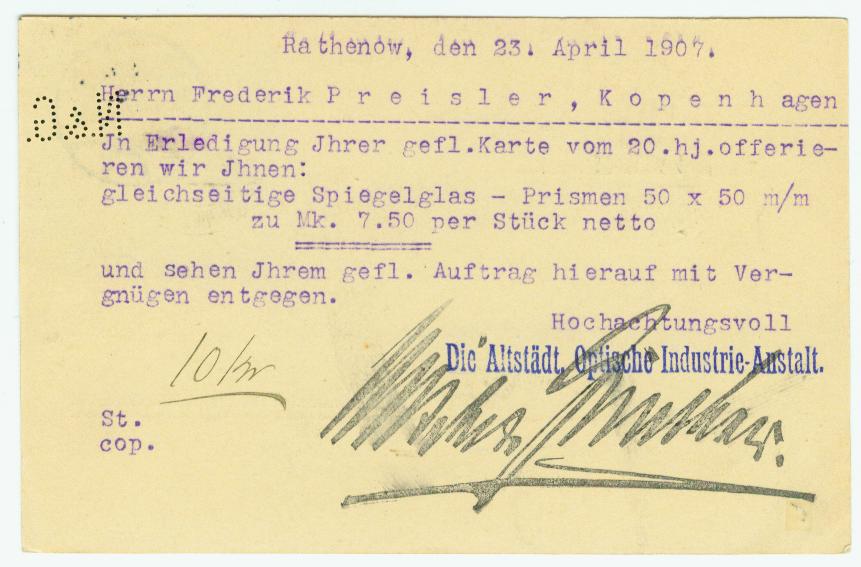 Rathenow, den 23. April 1907.
Herrn Frederik P r e i s l e r , K o p e n h agen
Jn Erledigung Jhrer gefl.Karte vom 20.hj.offerie-
ren wir Jhnen:
gleichseitige Spiegelglas - Prismen 50 x 50 m/m
zu Mk. 7.50 per Stück netto
und sehen Jhrem gefl. Auftrag hierauf mit Ver-
gnügen entgegen.
Hochachtungsvoll
Die Altstädt. Optische Industrie-Anstalt.
10 kr
St.
cop.